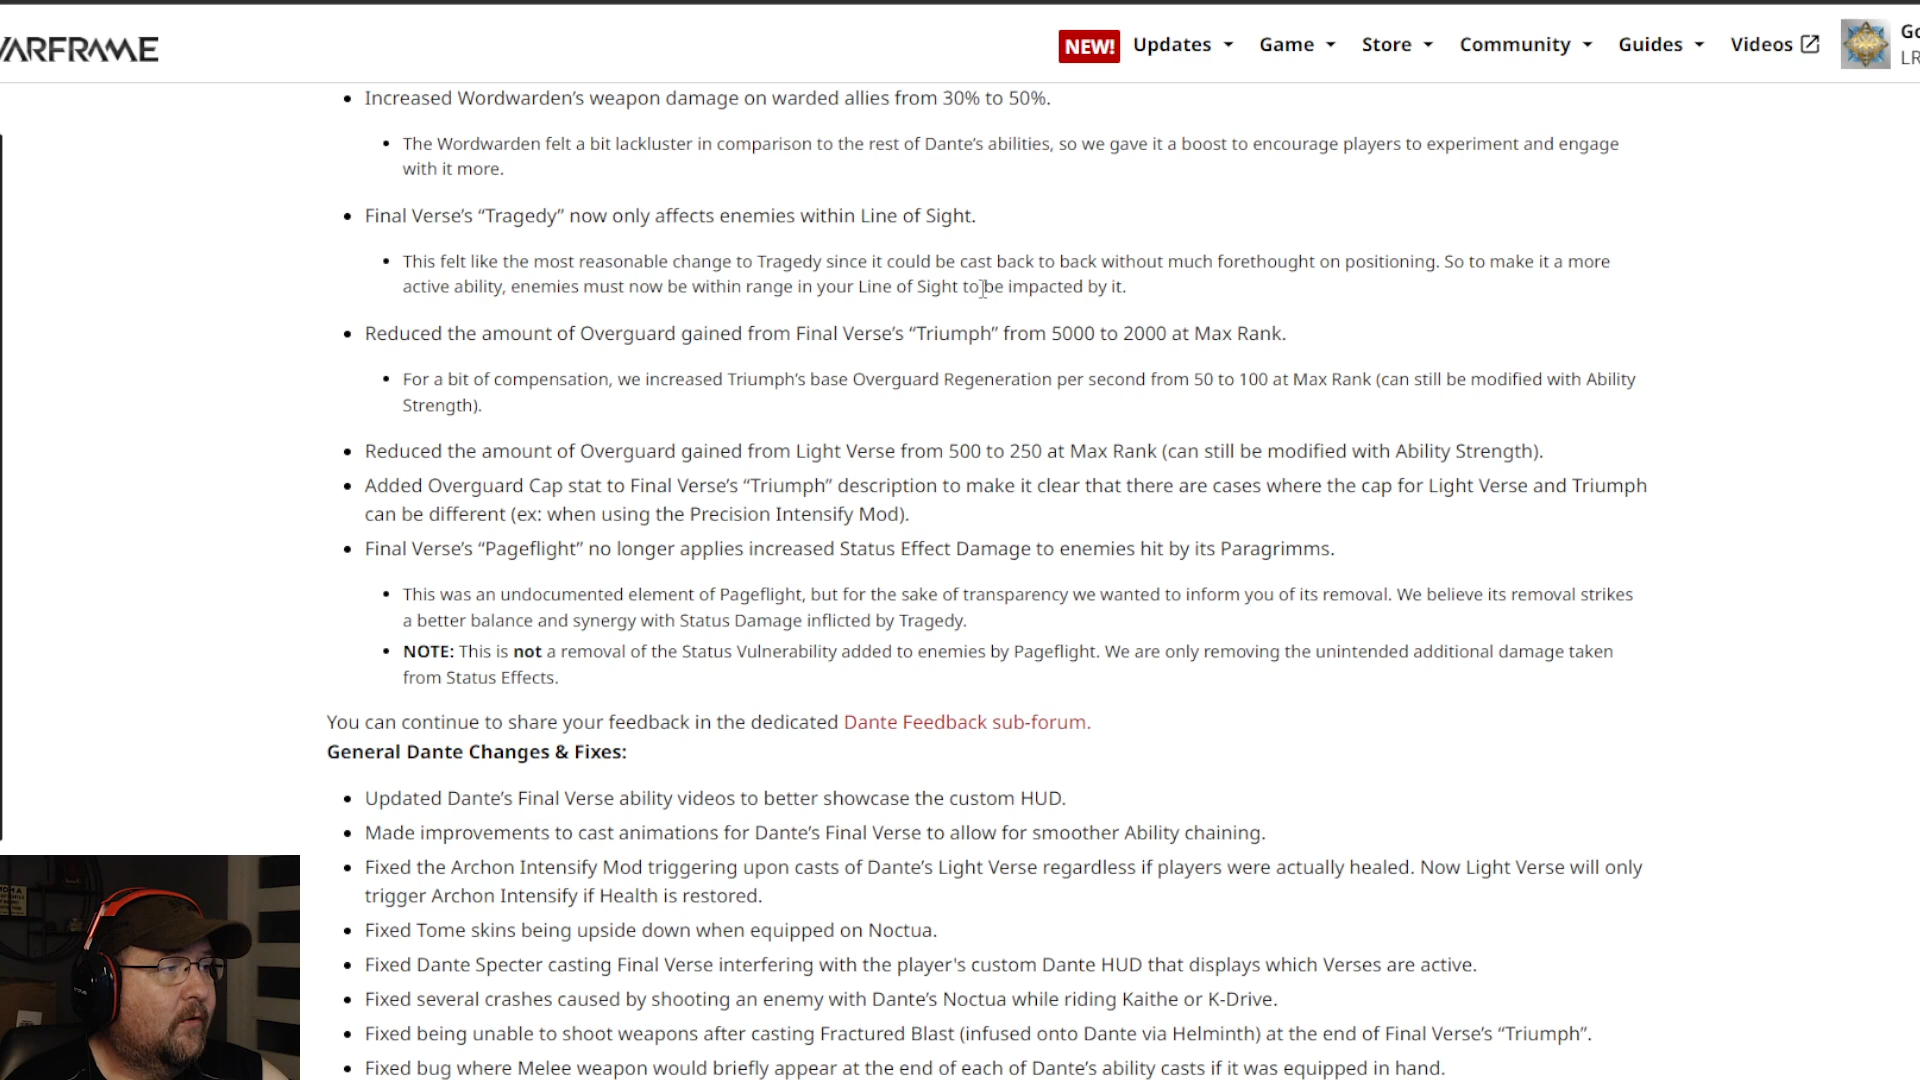 WARFRAME
NEW! Updates Game Store Community Guides Videos
LR
Increased Wordwarden's weapon damage on warded allies from 30% to 50%.
The Wordwarden felt a bit lackluster in comparison to the rest of Dante's abilities, so we gave it a boost to encourage players to experiment and engage
with it more.
Final Verse's “Tragedy” now only affects enemies within Line of Sight.
This felt like the most reasonable change to Tragedy since it could be cast back to back without much forethought on positioning. So to make it a more
active ability, enemies must now be within range in your Line of Sight to be impacted by it.
Reduced the amount of Overguard gained from Final Verse's “Triumph” from 5000 to 2000 at Max Rank.
For a bit of compensation, we increased Triumph's base Overguard Regeneration per second from 50 to 100 at Max Rank (can still be modified with Ability
Strength).
Reduced the amount of Overguard gained from Light Verse from 500 to 250 at Max Rank (can still be modified with Ability Strength).
Added Overguard Cap stat to Final Verse's “Triumph” description to make it clear that there are cases where the cap for Light Verse and Triumph
can be different (ex: when using the Precision Intensify Mod).
Final Verse's “Pageflight” no longer applies increased Status Effect Damage to enemies hit by its Paragrimms.
This was an undocumented element of Pageflight, but for the sake of transparency we wanted to inform you of its removal. We believe its removal strikes
a better balance and synergy with Status Damage inflicted by Tragedy.
NOTE: This is not a removal of the Status Vulnerability added to enemies by Pageflight. We are only removing the unintended additional damage taken
from Status Effects.
You can continue to share your feedback in the dedicated Dante Feedback sub-forum.
General Dante Changes & Fixes:
Updated Dante's Final Verse ability videos to better showcase the custom HUD.
Made improvements to cast animations for Dante's Final Verse to allow for smoother Ability chaining.
Fixed the Archon Intensify Mod triggering upon casts of Dante's Light Verse regardless if players were actually healed. Now Light Verse will only
trigger Archon Intensify if Health is restored.
Fixed Tome skins being upside down when equipped on Noctua.
Fixed Dante Specter casting Final Verse interfering with the player's custom Dante HUD that displays which Verses are active.
Fixed several crashes caused by shooting an enemy with Dante's Noctua while riding Kaithe or K-Drive.
Fixed being unable to shoot weapons after casting Fractured Blast (infused onto Dante via Helminth) at the end of Final Verse's “Triumph”.
Fixed bug where Melee weapon would briefly appear at the end of each of Dante's ability casts if it was equipped in hand.